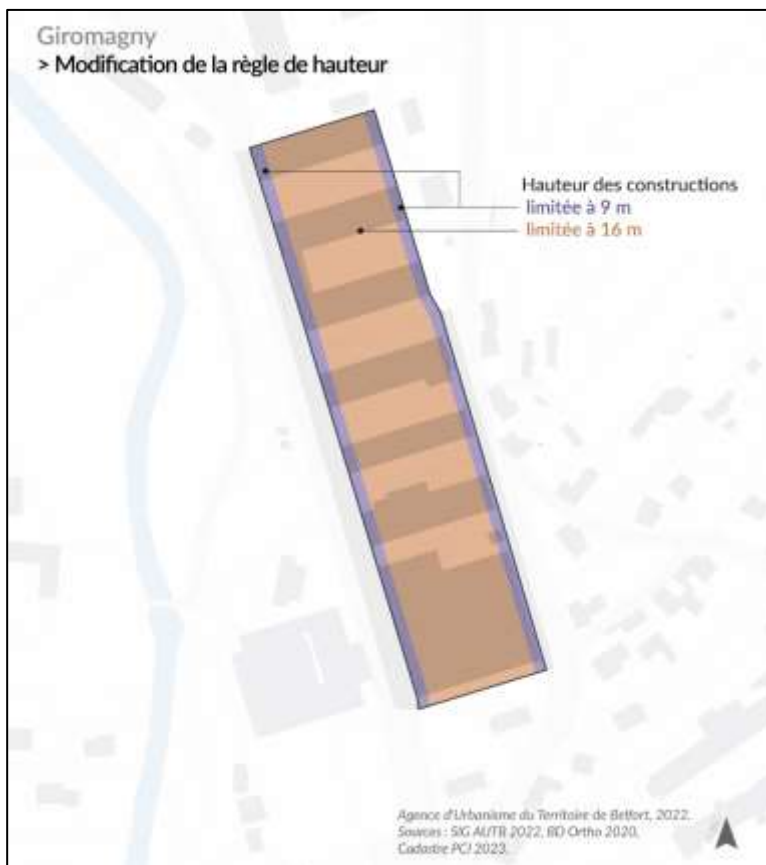 Giromagny
> Modification de la règle de hauteur
Hauteur des constructions
limitée à 9 m
limitée à 16 m
Agence d'Urbanisme du Territoire de Belfort, 2022.
Sources : SIG AUTB 2022, BD Ortho 2020,
Cadastre PCI 2023.